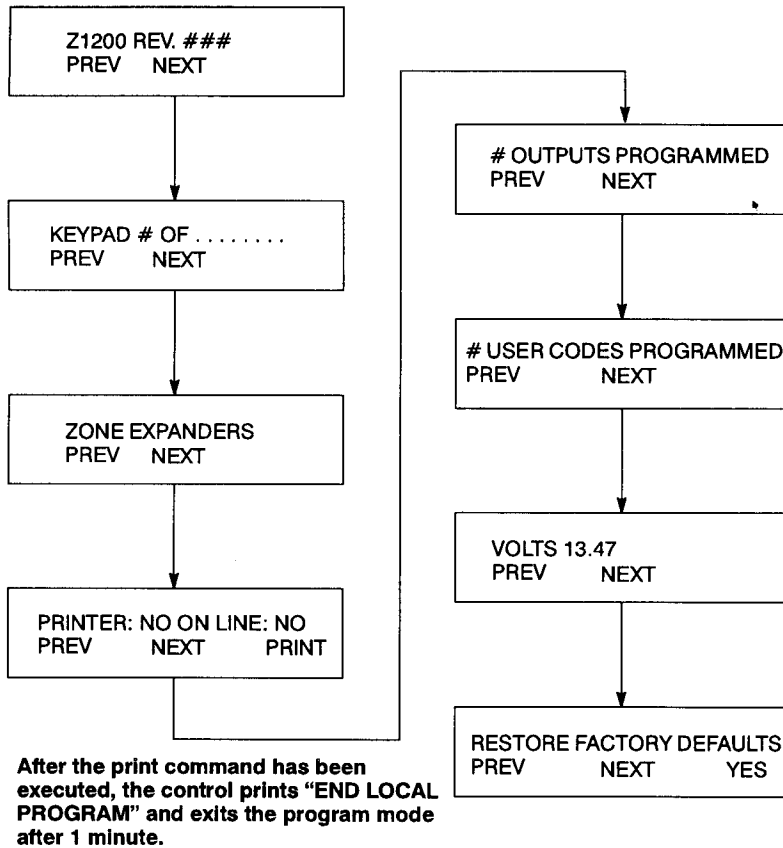 Z1200 REV. ###
PREV NEXT
KEYPAD # OF . . . . . . . .
PREV NEXT
ZONE EXPANDERS
PREV NEXT
PRINTER: NO ON LINE: NO
PREV NEXT PRINT
After the print command has been
executed, the control prints “END LOCAL
PROGRAM” and exits the program mode
after 1 minute.
# OUTPUTS PROGRAMMED
PREV NEXT
# USER CODES PROGRAMMED
PREV NEXT
VOLTS 13.47
PREV NEXT
RESTORE FACTORY DEFAULTS
PREV NEXT YES